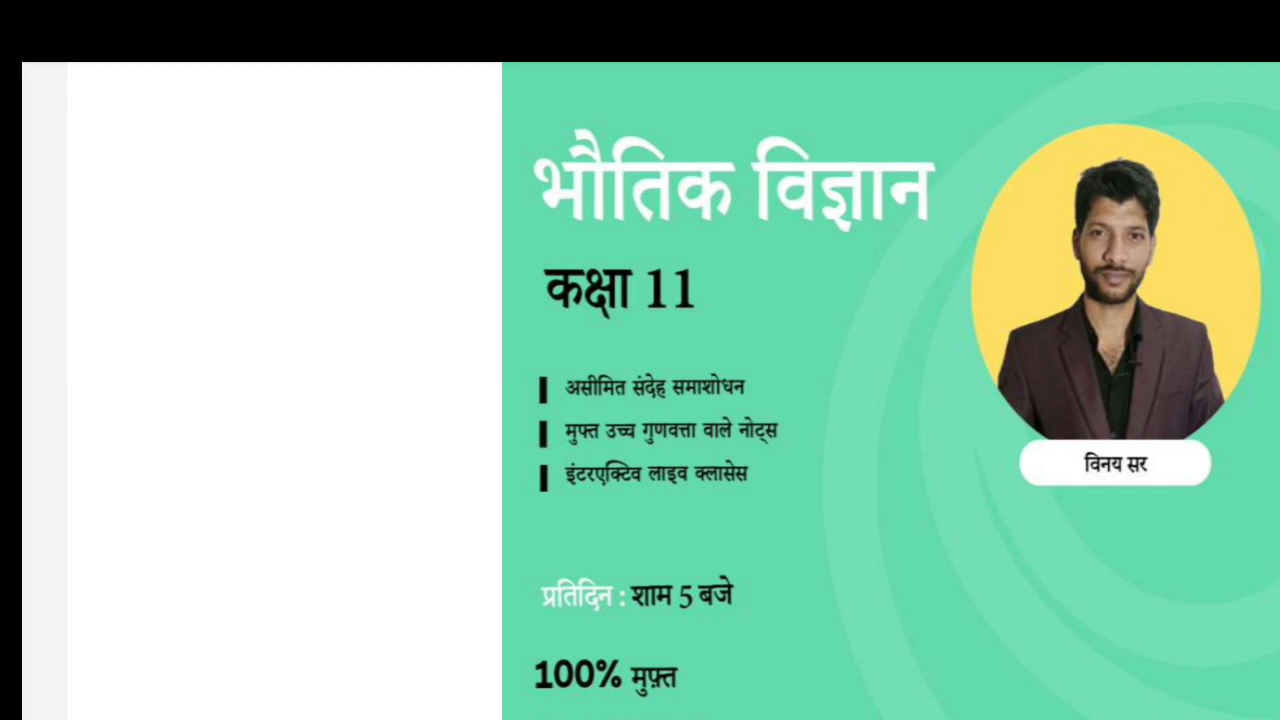 भौतिक विज्ञान
कक्षा 11
असीमित संदेह समाशोधन
मुफ्त उच्च गुणवत्ता वाले नोट्स
इंटरएक्टिव लाइव क्लासेस
विनय सर
प्रतिदिन : शाम 5 बजे
100% मुफ़्त